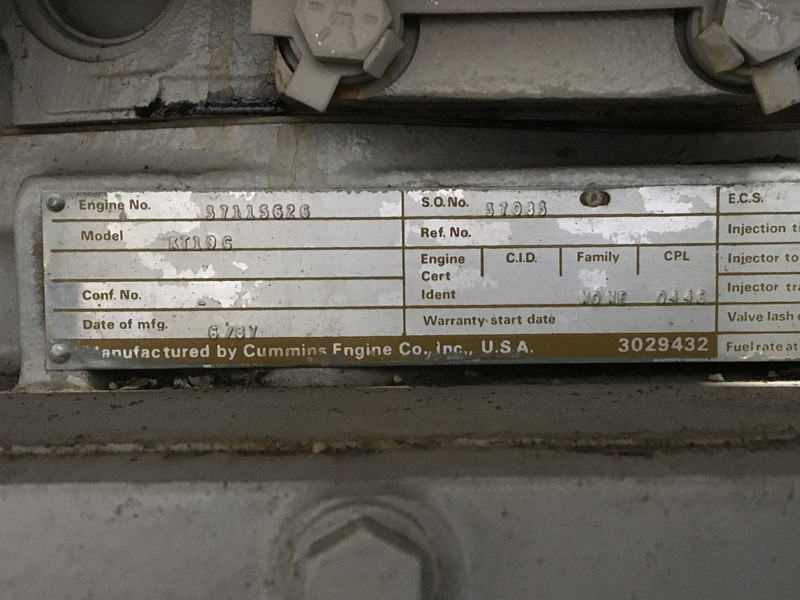 Engine No. 37115626
S.O. No. 37033
E.C.S.
Model KT19G
Ref. No.
Injection ti
Engine Cert Ident
C.I.D.
Family NONE
CPL
Injector to
Conf. No.
Injector tra
Date of mfg. 6/87
Warranty start date
Valve lash
Manufactured by Cummins Engine Co., Inc., U.S.A. 3029432
Fuel rate at